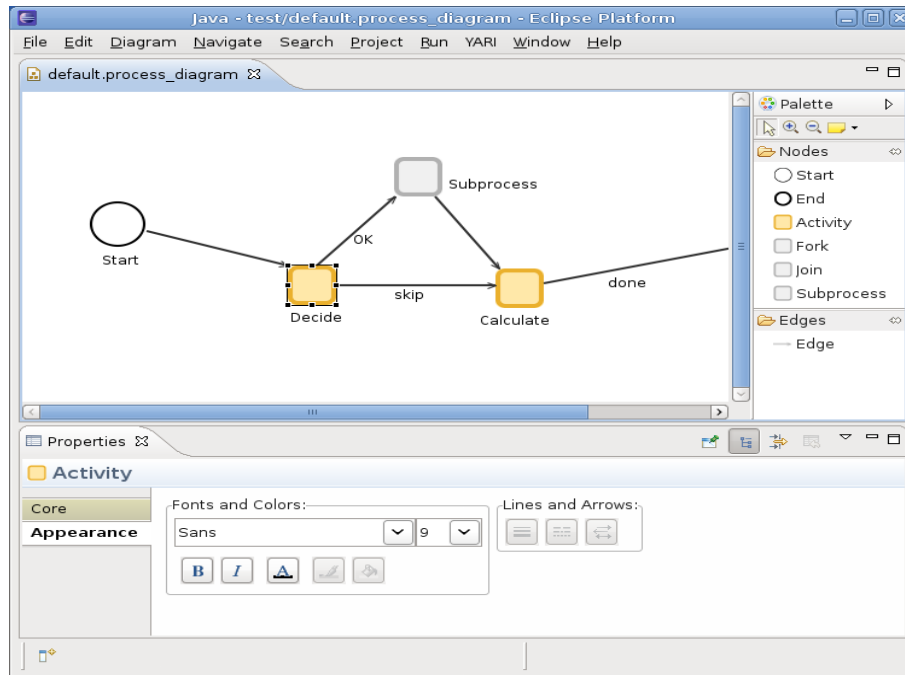 Java - test/default.process_diagram - Eclipse Platform
File Edit Diagram Navigate Search Project Run YARI Window Help
default.process_diagram
Palette
Nodes
Start
End
Activity
Fork
Join
Subprocess
Edges
Edge
Subprocess
OK
Start
done
skip
Decide
Calculate
Properties
Activity
Core
Appearance
Fonts and Colors:
Sans 9
B I A
Lines and Arrows: